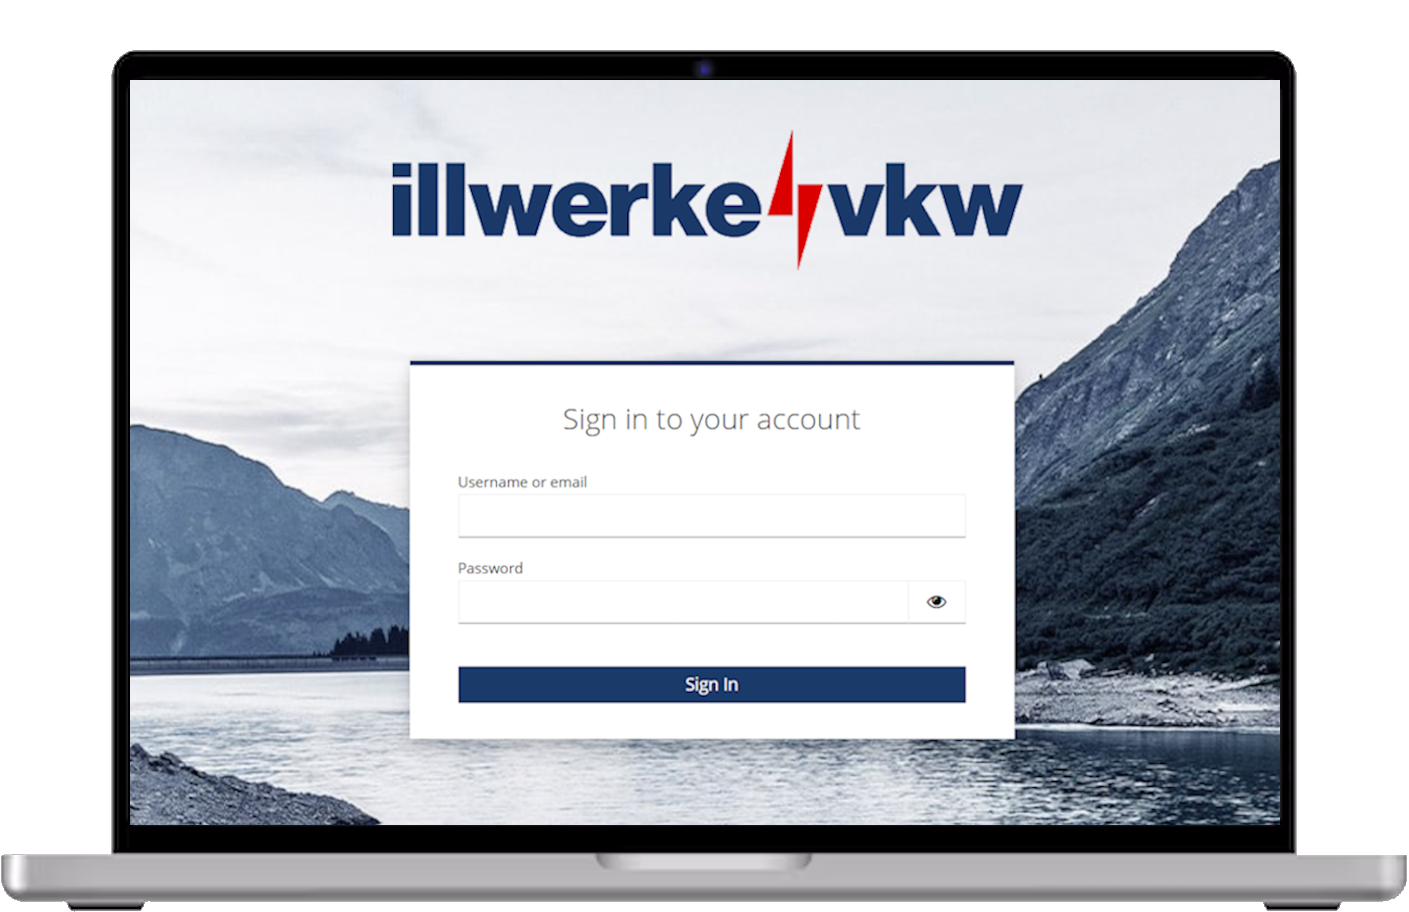 illwerke vkw
Sign in to your account
Username or email
Password
Sign In